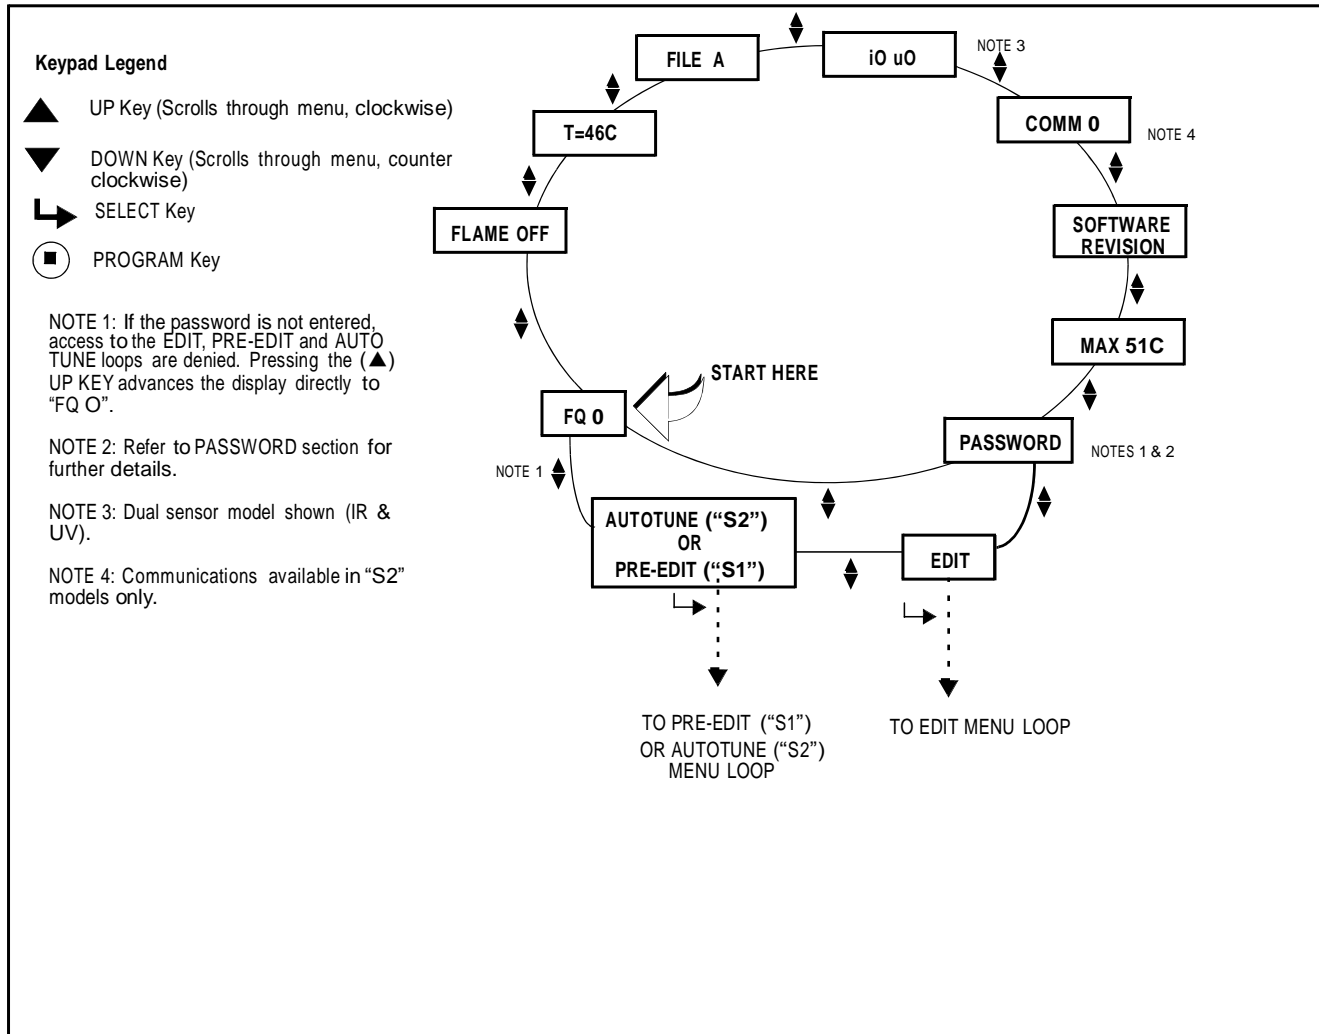 Keypad Legend
UP Key (Scrolls through menu, clockwise)
DOWN Key (Scrolls through menu, counter
clockwise)
SELECT Key
PROGRAM Key
NOTE 1: If the password is not entered,
access to the EDIT, PRE-EDIT and AUTO
TUNE loops are denied. Pressing the (▲)
UP KEY advances the display directly to
“FQ O”.
NOTE 2: Refer to PASSWORD section for
further details.
NOTE 3: Dual sensor model shown (IR &
UV).
NOTE 4: Communications available in “S2”
models only.
FILE A
iO uO
NOTE 3
T=46C
COMM 0
NOTE 4
FLAME OFF
SOFTWARE
REVISION
MAX 51C
START HERE
FQ 0
PASSWORD
NOTES 1 & 2
NOTE 1
AUTOTUNE (“S2”)
OR
PRE-EDIT (“S1”)
EDIT
TO PRE-EDIT (“S1”)
OR AUTOTUNE (“S2”)
MENU LOOP
TO EDIT MENU LOOP